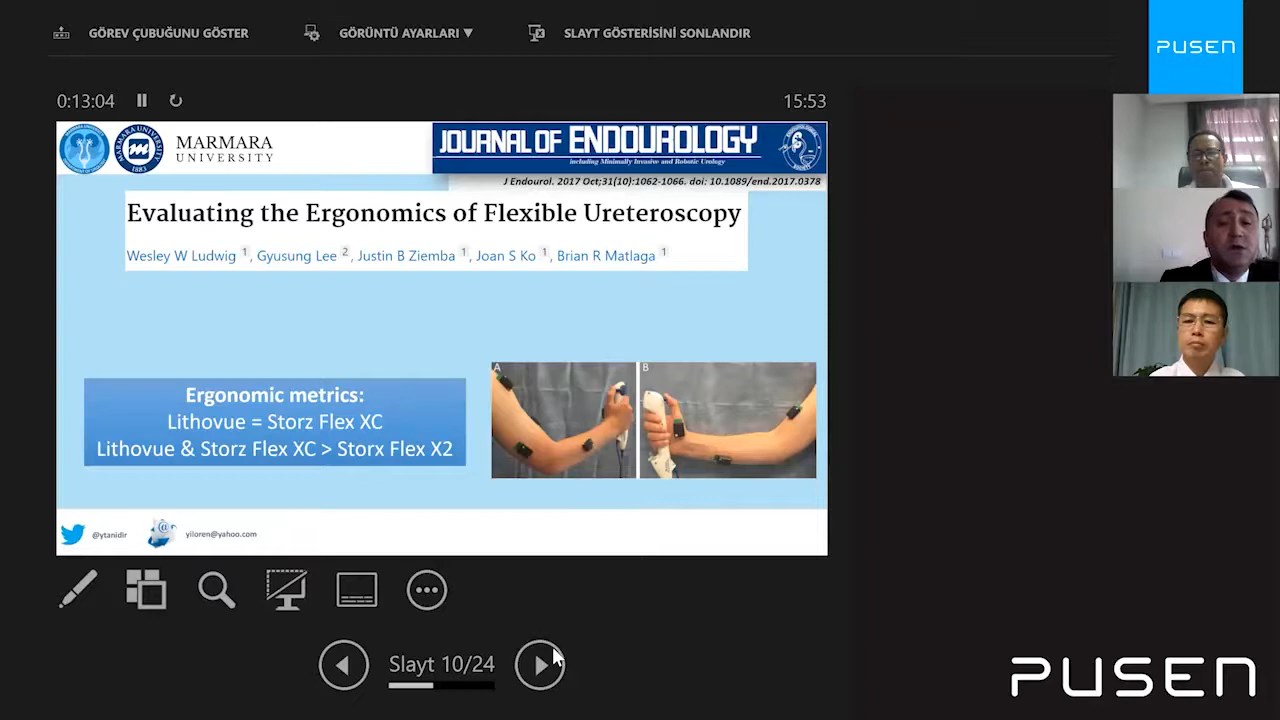 GÖREV ÇUBUĞUNU GÖSTER
GÖRÜNTÜ AYARLARI ▼
SLAYT GÖSTERİSİNİ SONLANDIR
PUSEN
0:13:04
15:53
MARMARA UNIVERSITY
1883
MARMARA
UNIVERSITY
JOURNAL OF ENDOUROLOGY
including Minimally Invasive and Robotic Urology
J Endourol. 2017 Oct;31(10):1062-1066. doi: 10.1089/end.2017.0378
Evaluating the Ergonomics of Flexible Ureteroscopy
Wesley W Ludwig 1, Gyusung Lee 2, Justin B Ziemba 1, Joan S Ko 1, Brian R Matlaga 1
A
B
Ergonomic metrics:
Lithovue = Storz Flex XC
Lithovue & Storz Flex XC > Storx Flex X2
@ytanidir
yiloren@yahoo.com
Slayt 10/24
PUSEN